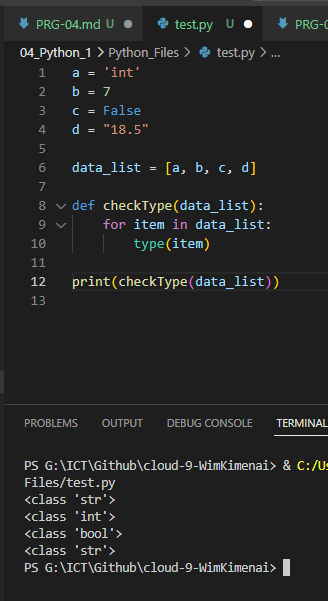 PRG-04.md U test.py U PRG-0
04_Python_1 > Python_Files > test.py > ...
1 a = 'int'
2 b = 7
3 c = False
4 d = "18.5"
5
6 data_list = [a, b, c, d]
7
8 def checkType(data_list):
9 for item in data_list:
10 type(item)
11
12 print(checkType(data_list))
13
PROBLEMS OUTPUT DEBUG CONSOLE TERMINAL
PS G:\ICT\Github\cloud-9-WimKimenai> & C:/Us
Files/test.py
<class 'str'>
<class 'int'>
<class 'bool'>
<class 'str'>
PS G:\ICT\Github\cloud-9-WimKimenai>